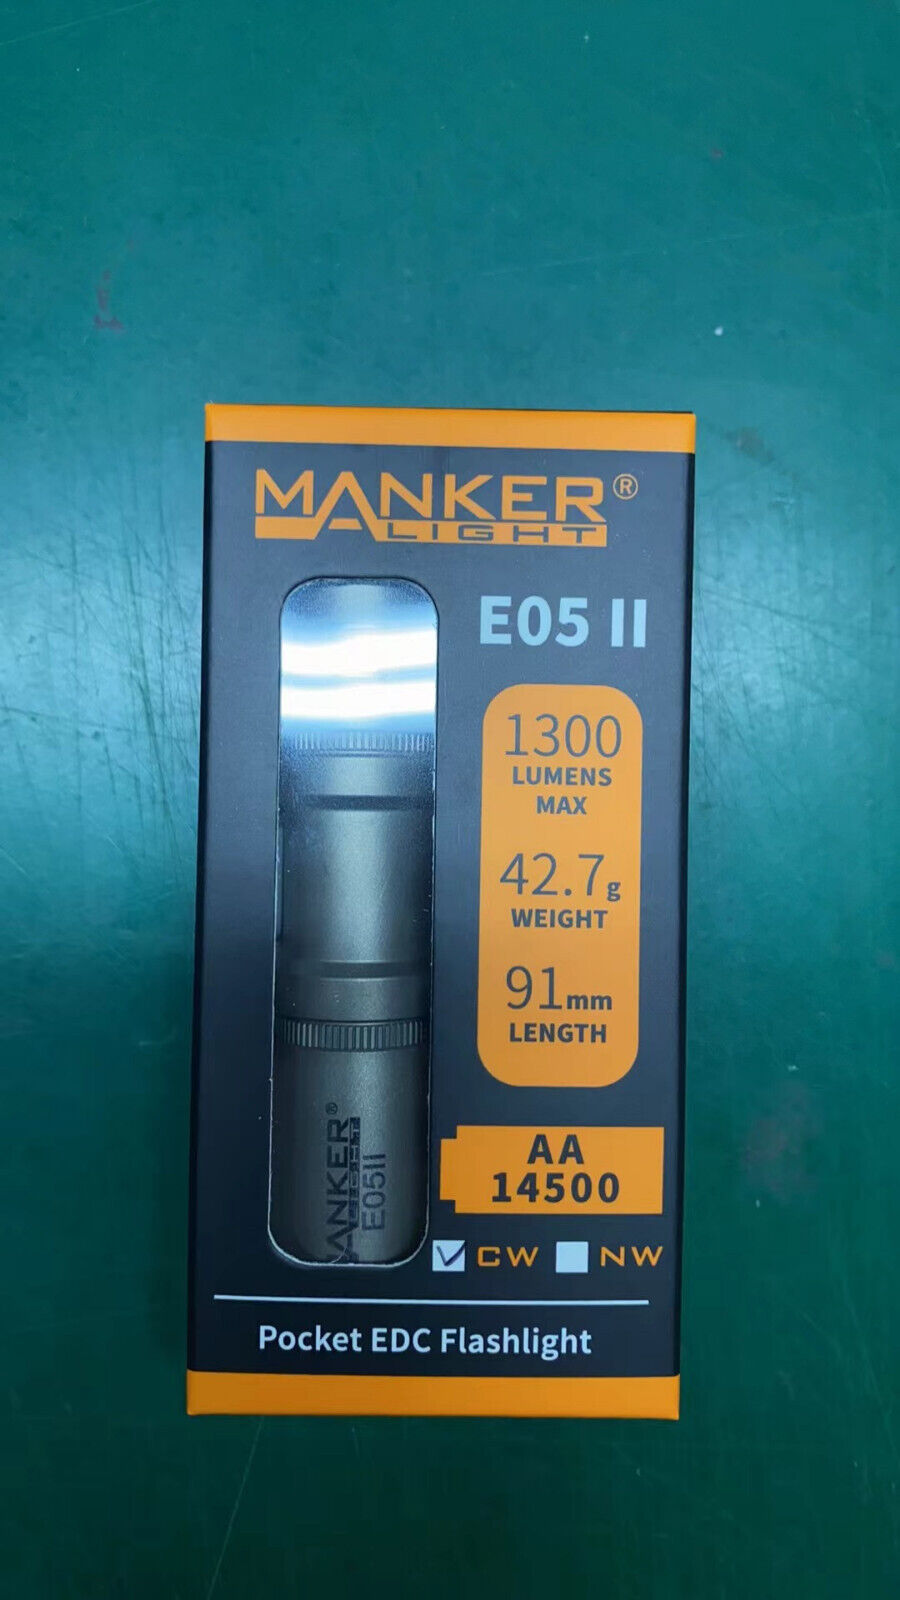 MANKER®
LIGHT
E05 II
1300
LUMENS
MAX
42.7g
WEIGHT
91mm
LENGTH
AA
14500
CW NW
MANKER®
LIGHT
E05II
Pocket EDC Flashlight